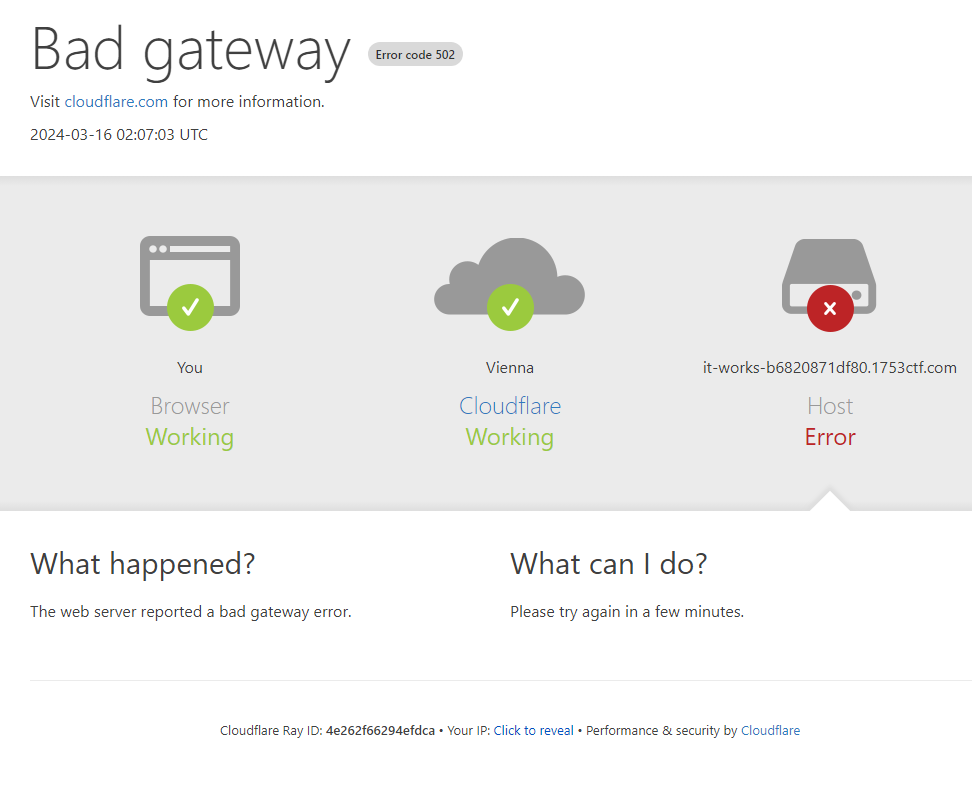 Bad gateway Error code 502
Visit cloudflare.com for more information.
2024-03-16 02:07:03 UTC
You
Browser
Working
Vienna
Cloudflare
Working
it-works-b6820871df80.1753ctf.com
Host
Error
What happened?
The web server reported a bad gateway error.
What can I do?
Please try again in a few minutes.
Cloudflare Ray ID: 4e262f66294efdca • Your IP: Click to reveal • Performance & security by Cloudflare